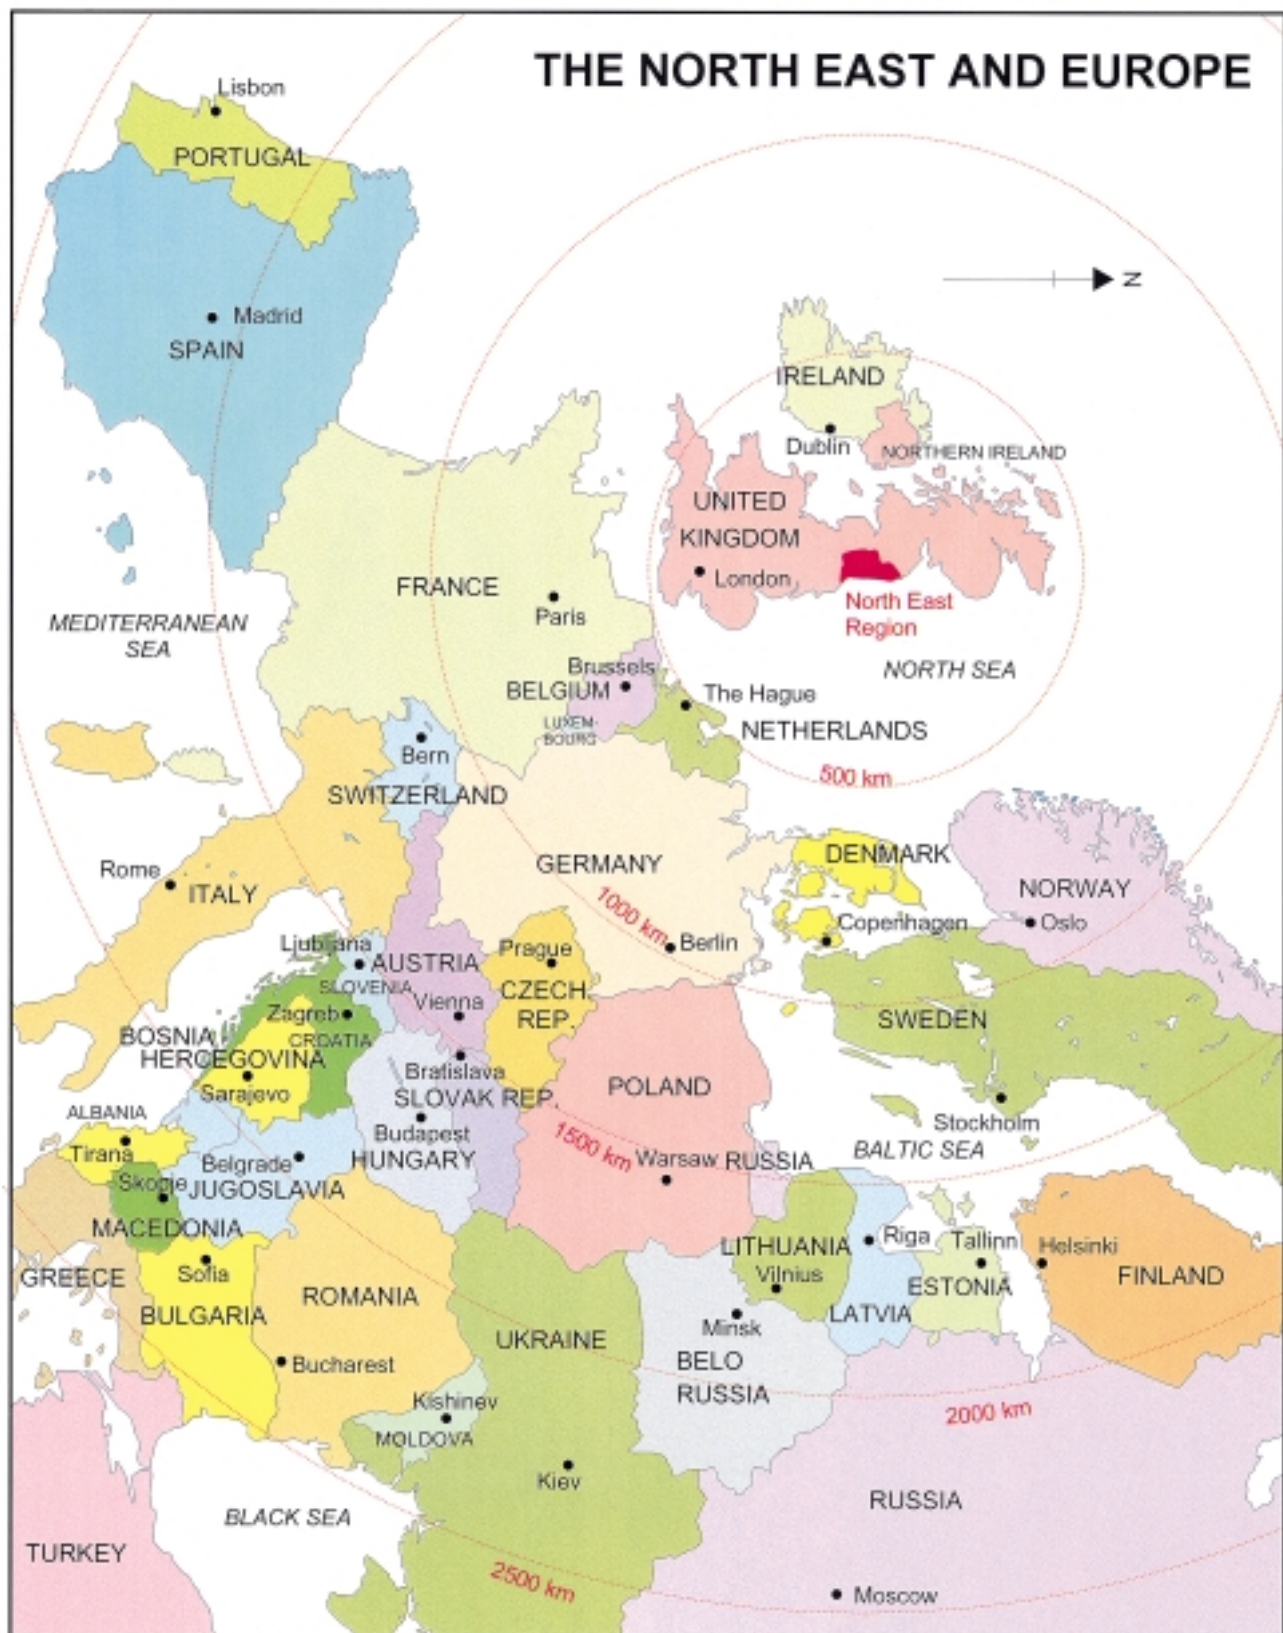 THE NORTH EAST AND EUROPE
Lisbon
PORTUGAL
Madrid
SPAIN
N
IRELAND
Dublin
NORTHERN IRELAND
UNITED
KINGDOM
London
North East
Region
FRANCE
Paris
MEDITERRANEAN
SEA
NORTH SEA
Brussels
BELGIUM
The Hague
LUXEM-
BOURG
NETHERLANDS
500 km
Bern
SWITZERLAND
GERMANY
DENMARK
NORWAY
Rome
ITALY
1000 km
Berlin
Copenhagen
Oslo
Ljubljana
AUSTRIA
SLOVENIA
Prague
CZECH
REP.
Vienna
Zagreb
CROATIA
SWEDEN
BOSNIA
HERCEGOVINA
Sarajevo
Bratislava
SLOVAK REP.
POLAND
Stockholm
ALBANIA
Tirana
Budapest
HUNGARY
1500 km
Warsaw
RUSSIA
BALTIC SEA
Belgrade
JUGOSLAVIA
Skopje
MACEDONIA
LITHUANIA
Vilnius
Riga
Tallinn
Helsinki
GREECE
Sofia
BULGARIA
ROMANIA
ESTONIA
FINLAND
LATVIA
UKRAINE
Minsk
BELO
RUSSIA
Bucharest
Kishinev
MOLDOVA
2000 km
Kiev
RUSSIA
BLACK SEA
TURKEY
2500 km
Moscow